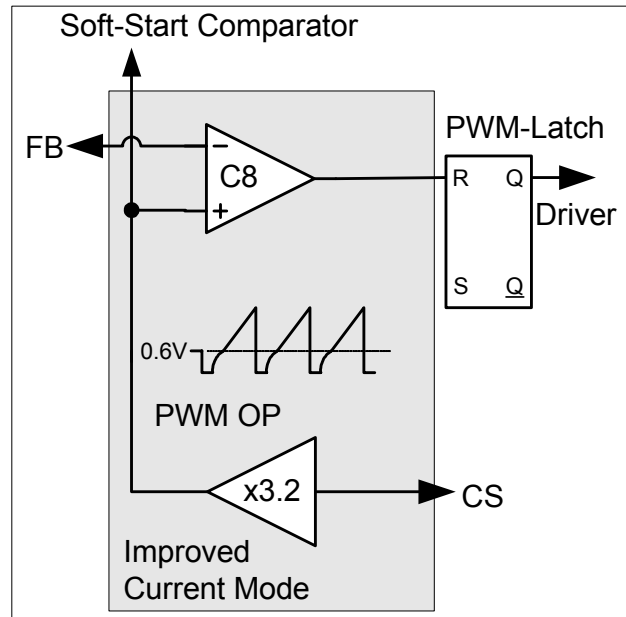 Soft-Start Comparator
FB
PWM-Latch
−
C8
+
R Q
Driver
S Q
0.6V
PWM OP
x3.2
CS
Improved
Current Mode